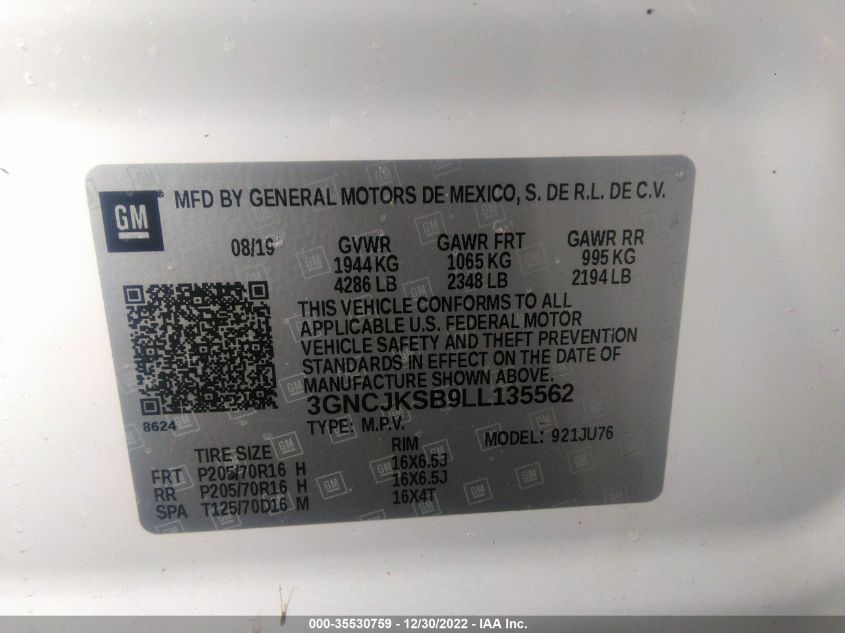 GM
MFD BY GENERAL MOTORS DE MEXICO, S. DE R.L. DE C.V.
08/19 GVWR GAWR FRT GAWR RR
1944 KG 1065 KG 995 KG
4286 LB 2348 LB 2194 LB
THIS VEHICLE CONFORMS TO ALL
APPLICABLE U.S. FEDERAL MOTOR
VEHICLE SAFETY AND THEFT PREVENTION
STANDARDS IN EFFECT ON THE DATE OF
MANUFACTURE SHOWN ABOVE.
8624
3GNCJKSB9LL135562
TYPE: M.P.V. MODEL: 921JU76
TIRE SIZE RIM
FRT P205/70R16 H 16X6.5J
RR P205/70R16 H 16X6.5J
SPA T125/70D16 M 16X4T
000-35530759 - 12/30/2022 - IAA Inc.